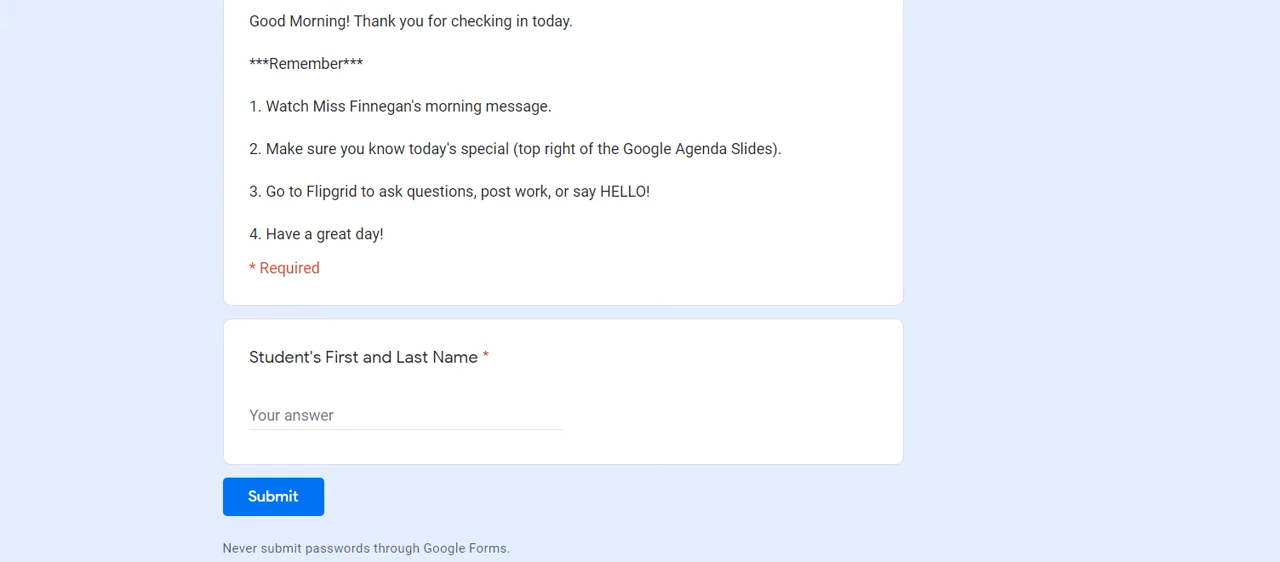 Good Morning! Thank you for checking in today.
***Remember***
1. Watch Miss Finnegan's morning message.
2. Make sure you know today's special (top right of the Google Agenda Slides).
3. Go to Flipgrid to ask questions, post work, or say HELLO!
4. Have a great day!
* Required
Student's First and Last Name *
Your answer
Submit
Never submit passwords through Google Forms.